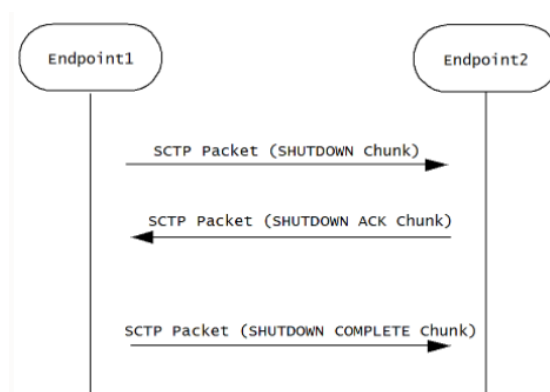 Endpoint1
Endpoint2
SCTP Packet (SHUTDOWN Chunk)
SCTP Packet (SHUTDOWN ACK Chunk)
SCTP Packet (SHUTDOWN COMPLETE Chunk)